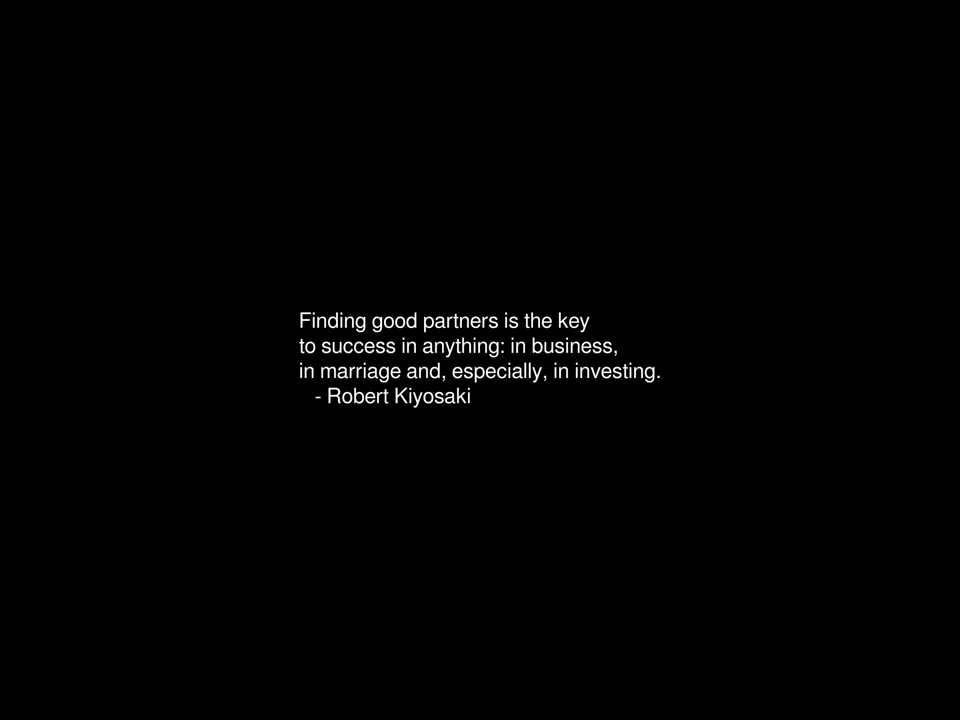 Finding good partners is the key
to success in anything: in business,
in marriage and, especially, in investing.
- Robert Kiyosaki